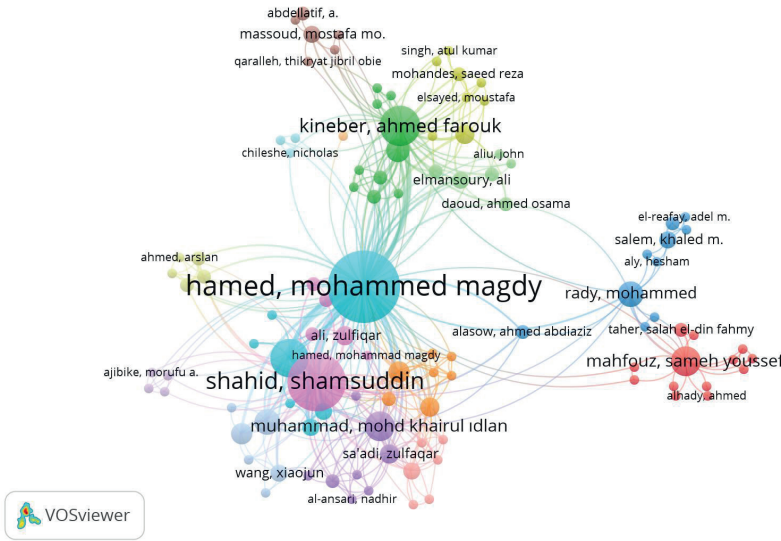 abdellatif, a.
massoud, mostafa mo.
qaralleh, thikryat jibril obie
singh, atul kumar
mohandes, saeed reza
elsayed, moustafa
kineber, ahmed farouk
chileshe, nicholas
aliu, john
elmansoury, ali
daoud, ahmed osama
el-reafay, adel m.
salem, khaled m.
aly, hesham
ahmed, arslan
hamed, mohammed magdy
rady, mohammed
ali, zulfiqar
alasow, ahmed abdiaziz
taher, salah el-din fahmy
hamed, mohammad magdy
mahfouz, sameh youssef
ajibike, morufu a.
shahid, shamsuddin
alhady, ahmed
muhammad, mohd khairul ıdlan
sa'adi, zulfaqar
wang, xiaojun
al-ansari, nadhir
VOSviewer